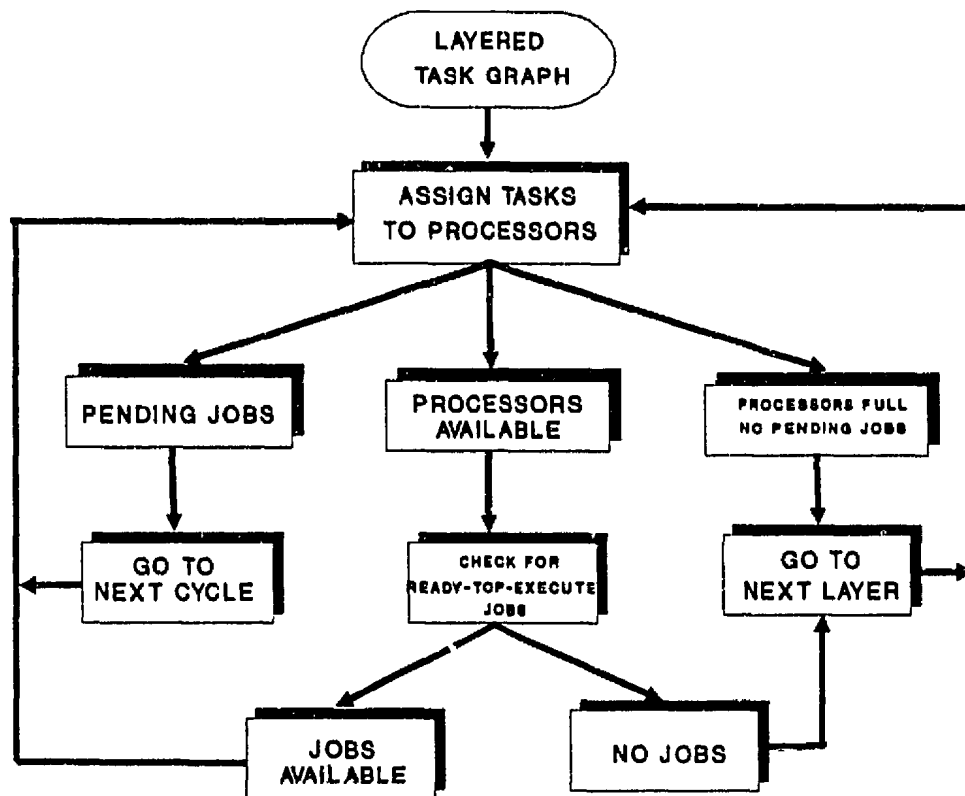 LAYERED
TASK GRAPH
ASSIGN TASKS
TO PROCESSORS
PENDING JOBS
PROCESSORS
AVAILABLE
PROCESSORS FULL
NO PENDING JOBS
GO TO
NEXT CYCLE
CHECK FOR
READY-TOP-EXECUTE
JOBS
GO TO
NEXT LAYER
JOBS
AVAILABLE
NO JOBS